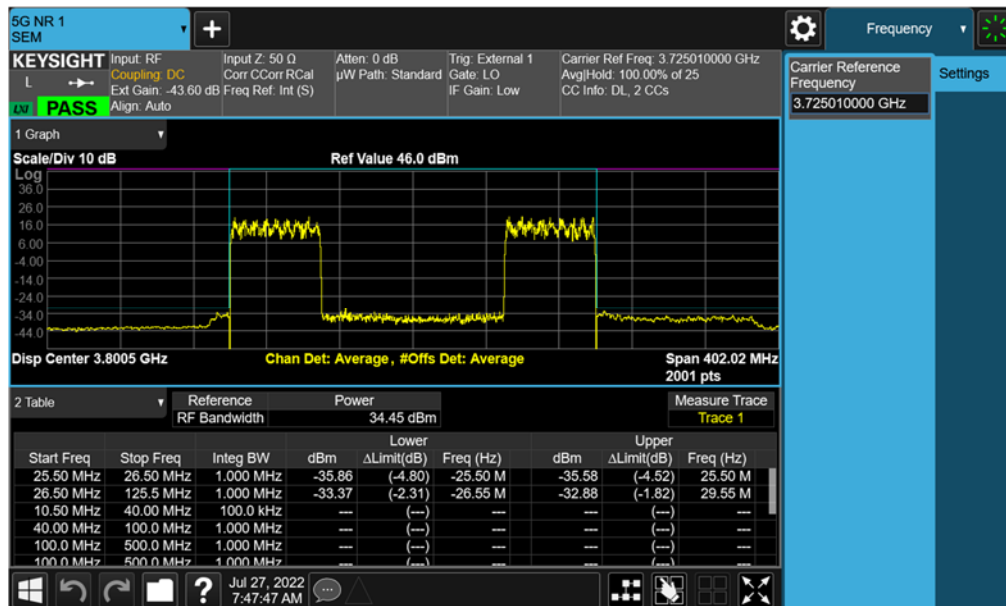 5G NR 1
SEM
Frequency
KEYSIGHT
L
LXI
PASS
Input: RF
Coupling: DC
Ext Gain: -43.60 dB
Align: Auto
Input Z: 50 Ω
Corr CCorr RCal
Freq Ref: Int (S)
Atten: 0 dB
µW Path: Standard
Trig: External 1
Gate: LO
IF Gain: Low
Carrier Ref Freq: 3.725010000 GHz
Avg|Hold: 100.00% of 25
CC Info: DL, 2 CCs
Carrier Reference
Frequency
3.725010000 GHz
Settings
1 Graph
Scale/Div 10 dB
Ref Value 46.0 dBm
Log
36.0
26.0
16.0
6.00
-4.00
-14.0
-24.0
-34.0
-44.0
Disp Center 3.8005 GHz
Chan Det: Average, #Offs Det: Average
Span 402.02 MHz
2001 pts
2 Table
Reference Power Measure Trace
RF Bandwidth 34.45 dBm Trace 1
Lower Upper
Start Freq Stop Freq Integ BW dBm ΔLimit(dB) Freq (Hz) dBm ΔLimit(dB) Freq (Hz)
25.50 MHz 26.50 MHz 1.000 MHz -35.86 (-4.80) -25.50 M -35.58 (-4.52) 25.50 M
26.50 MHz 125.5 MHz 1.000 MHz -33.37 (-2.31) -26.55 M -32.88 (-1.82) 29.55 M
10.50 MHz 40.00 MHz 100.0 kHz --- (---) --- --- (---) ---
40.00 MHz 100.0 MHz 1.000 MHz --- (---) --- --- (---) ---
100.0 MHz 500.0 MHz 1.000 MHz --- (---) --- --- (---) ---
100.0 MHz 500.0 MHz 1.000 MHz --- (---) --- --- (---) ---
? Jul 27, 2022
7:47:47 AM